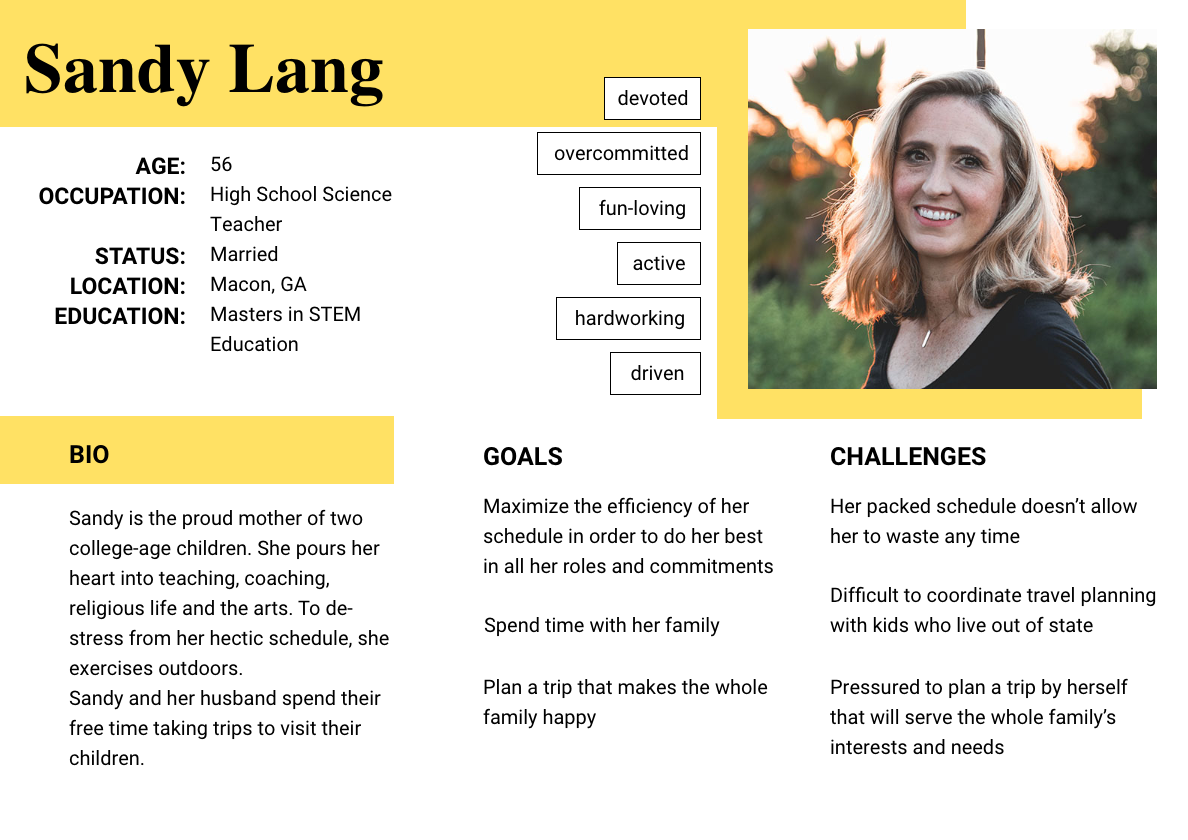 Sandy Lang
devoted
overcommitted
fun-loving
active
hardworking
driven
AGE: 56
OCCUPATION: High School Science
Teacher
STATUS: Married
LOCATION: Macon, GA
EDUCATION: Masters in STEM
Education
BIO
Sandy is the proud mother of two
college-age children. She pours her
heart into teaching, coaching,
religious life and the arts. To de-
stress from her hectic schedule, she
exercises outdoors.
Sandy and her husband spend their
free time taking trips to visit their
children.
GOALS
Maximize the efficiency of her
schedule in order to do her best
in all her roles and commitments
Spend time with her family
Plan a trip that makes the whole
family happy
CHALLENGES
Her packed schedule doesn’t allow
her to waste any time
Difficult to coordinate travel planning
with kids who live out of state
Pressured to plan a trip by herself
that will serve the whole family’s
interests and needs